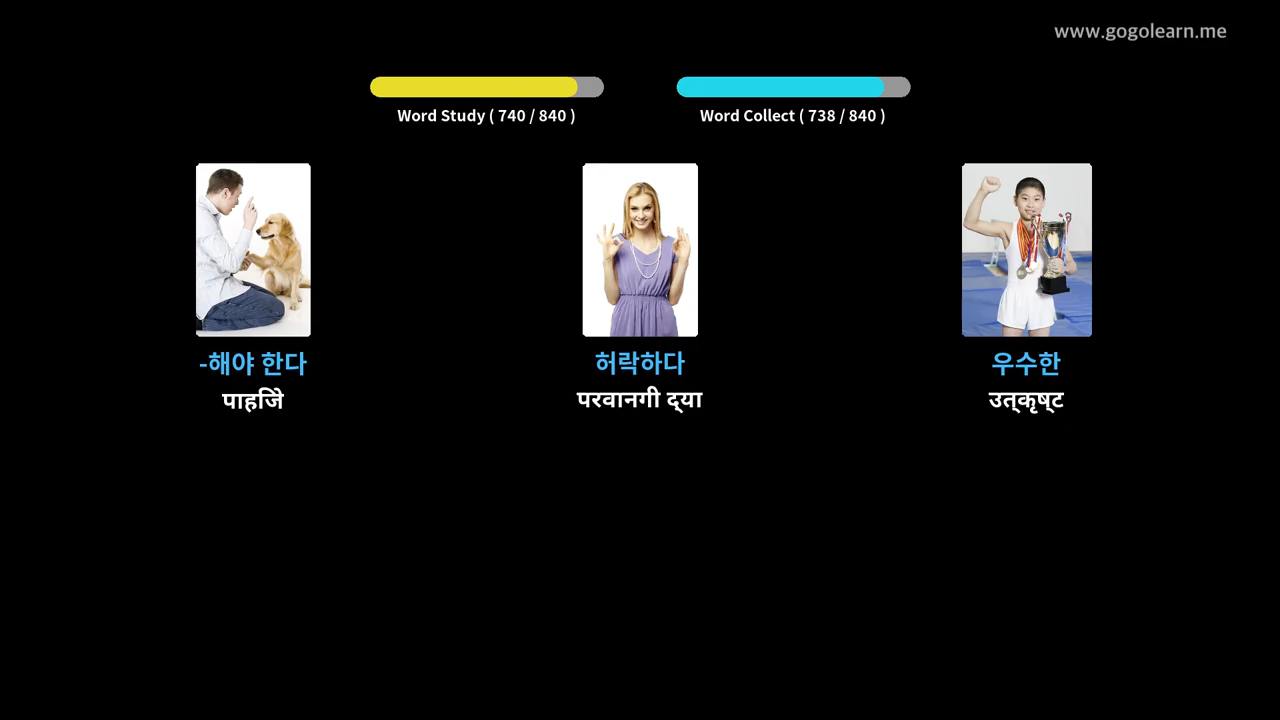 www.gogolearn.me
Word Study ( 740 / 840 )
Word Collect ( 738 / 840 )
-해야 한다
पाहिजे
허락하다
परवानगी द्या
우수한
उत्कृष्ट